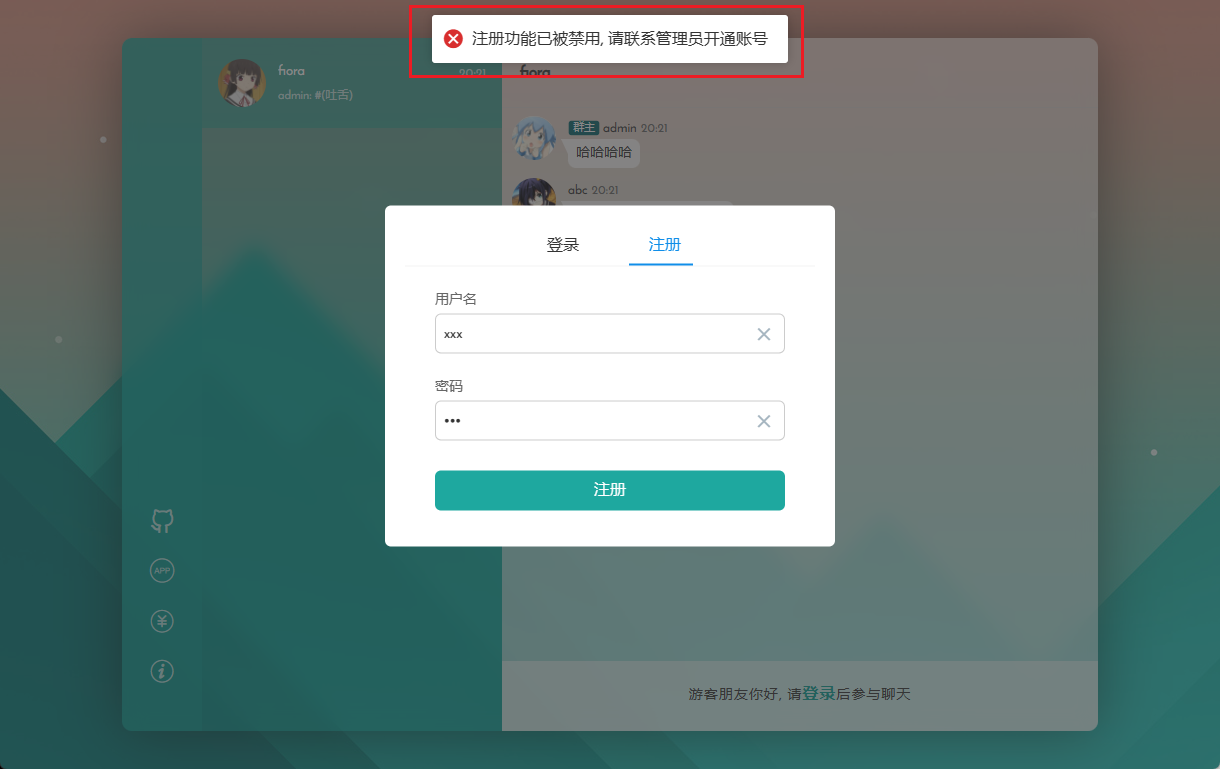 注册功能已被禁用, 请联系管理员开通账号
fiora
20:21
admin: #(吐舌)
fiora
群主 admin 20:21
哈哈哈哈
abc 20:21
登录
注册
用户名
xxx
密码
•••
注册
APP
游客朋友你好, 请登录后参与聊天